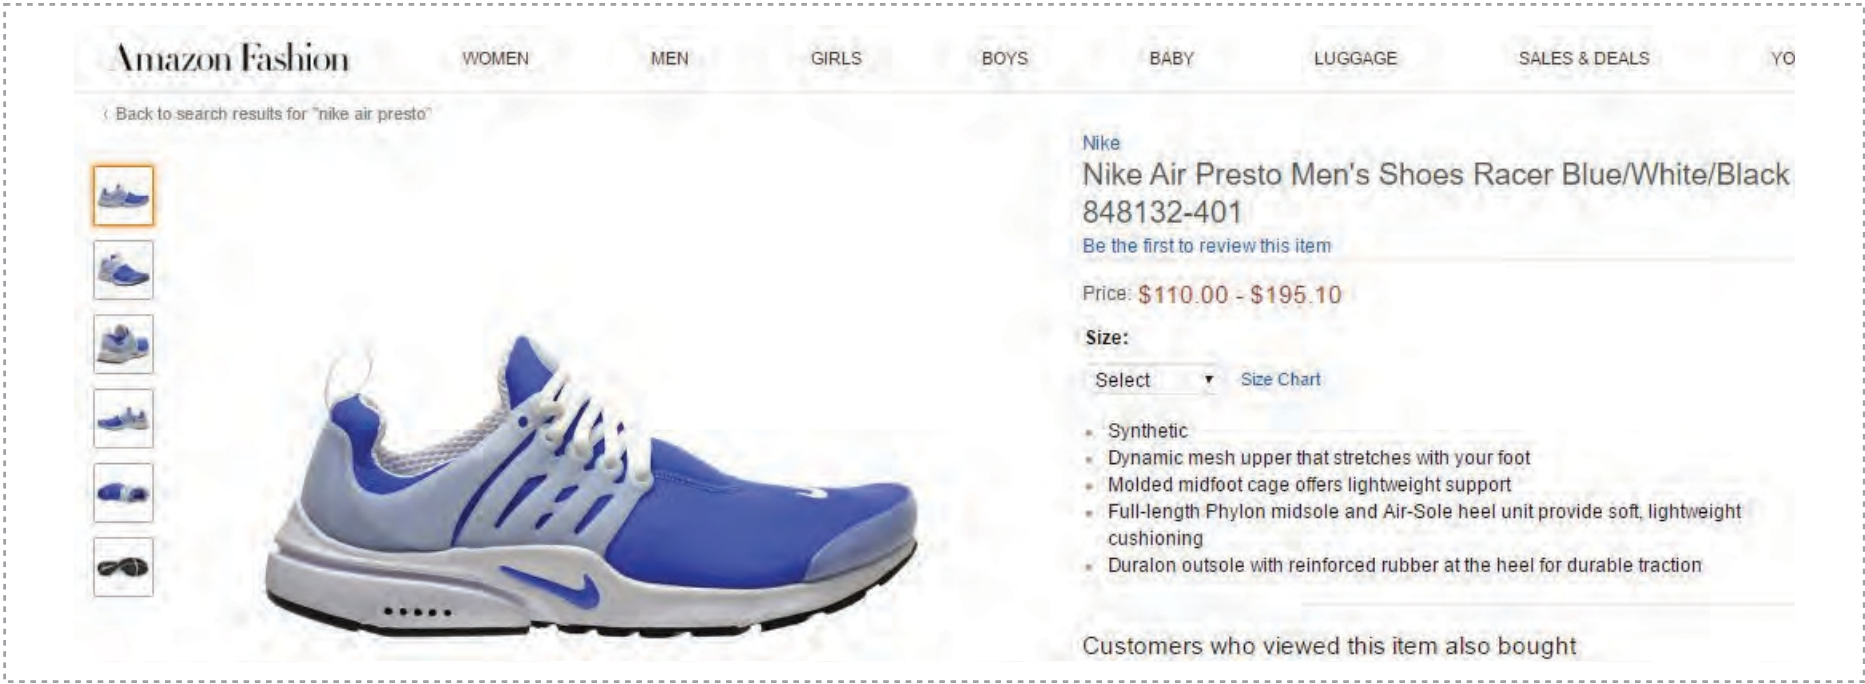 Amazon Fashion WOMEN MEN GIRLS BOYS BABY LUGGAGE SALES & DEALS YO
‹ Back to search results for "nike air presto"
Nike
Nike Air Presto Men's Shoes Racer Blue/White/Black
848132-401
Be the first to review this item
Price: $110.00 - $195.10
Size:
Select ▾ Size Chart
• Synthetic
• Dynamic mesh upper that stretches with your foot
• Molded midfoot cage offers lightweight support
• Full-length Phylon midsole and Air-Sole heel unit provide soft, lightweight
cushioning
• Duralon outsole with reinforced rubber at the heel for durable traction
Customers who viewed this item also bought